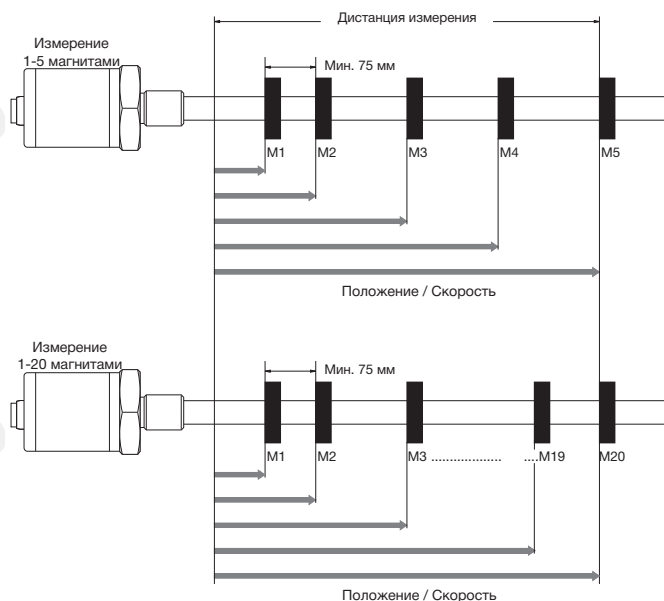 Дистанция измерения
Измерение
1-5 магнитами
Мин. 75 мм
M1 M2 M3 M4 M5
Положение / Скорость
Измерение
1-20 магнитами
Мин. 75 мм
M1 M2 M3 ................... ....M19 M20
Положение / Скорость